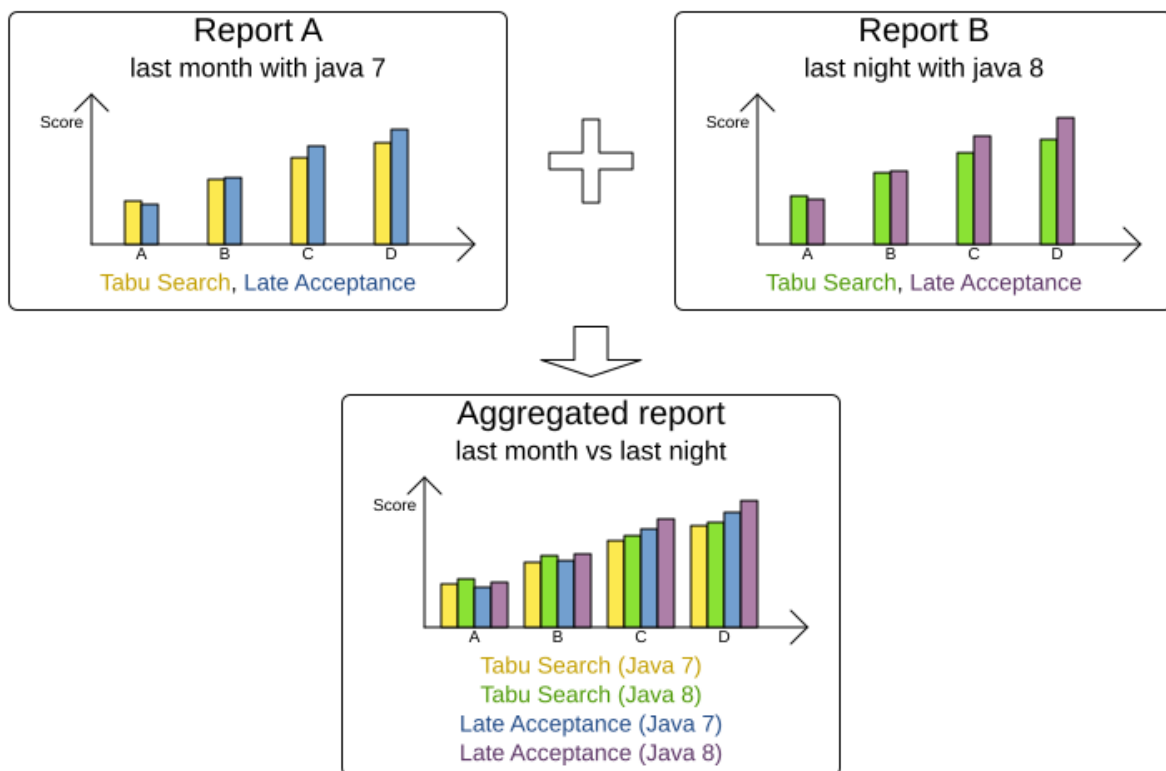 Report A
last month with java 7
Score
A B C D
Tabu Search, Late Acceptance
Report B
last night with java 8
Score
A B C D
Tabu Search, Late Acceptance
Aggregated report
last month vs last night
Score
A B C D
Tabu Search (Java 7)
Tabu Search (Java 8)
Late Acceptance (Java 7)
Late Acceptance (Java 8)